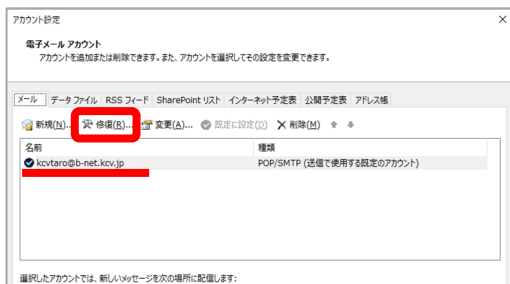 アカウント設定
電子メール アカウント
アカウントを追加または削除できます。また、アカウントを選択してその設定を変更できます。
メール データ ファイル RSS フィード SharePoint リスト インターネット予定表 公開予定表 アドレス帳
新規(N)... 修復(R)... 変更(A)... 既定に設定(D) 削除(M)
名前 種類
kcvtaro@b-net.kcv.jp POP/SMTP (送信で使用する既定のアカウント)
選択したアカウントでは、新しいメッセージを次の場所に配信します: